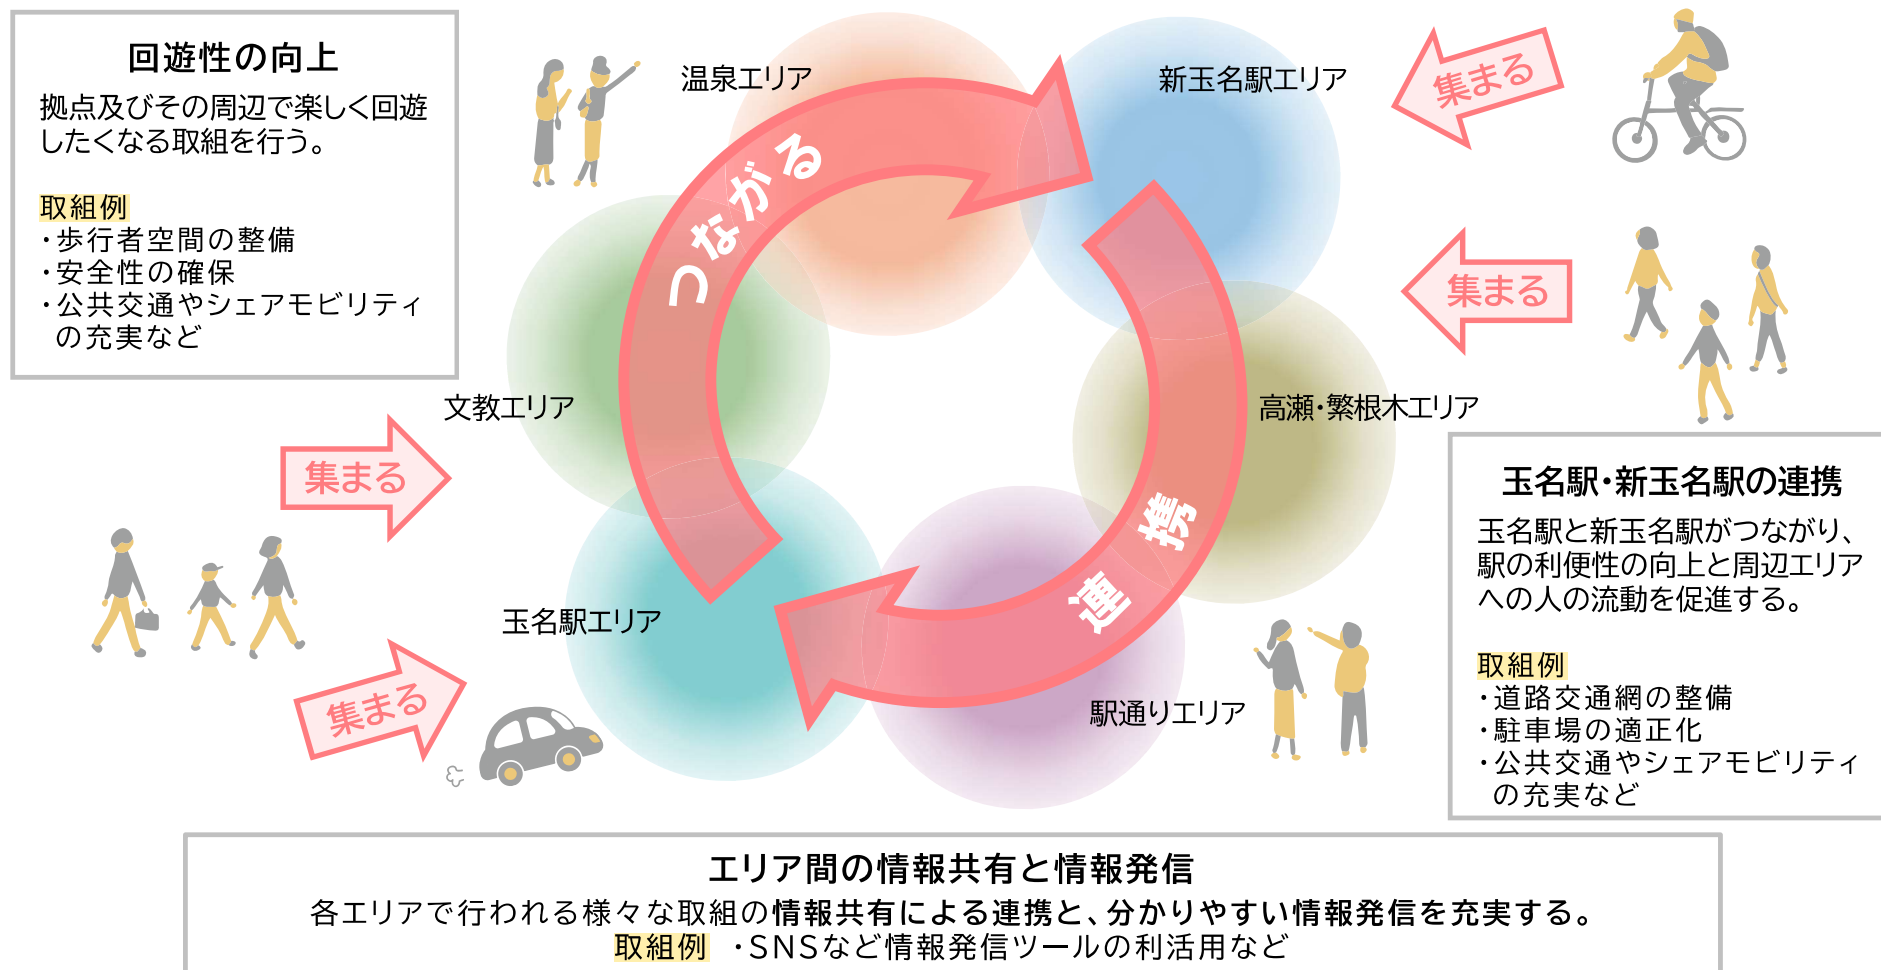 回遊性の向上
拠点及びその周辺で楽しく回遊
したくなる取組を行う。
取組例
・歩行者空間の整備
・安全性の確保
・公共交通やシェアモビリティ
の充実など
温泉エリア
新玉名駅エリア
つながる
集まる
集まる
文教エリア
高瀬・繁根木エリア
集まる
連携
玉名駅エリア
駅通りエリア
集まる
玉名駅・新玉名駅の連携
玉名駅と新玉名駅がつながり、
駅の利便性の向上と周辺エリア
への人の流動を促進する。
取組例
・道路交通網の整備
・駐車場の適正化
・公共交通やシェアモビリティ
の充実など
エリア間の情報共有と情報発信
各エリアで行われる様々な取組の情報共有による連携と、分かりやすい情報発信を充実する。
取組例 ・SNSなど情報発信ツールの利活用など